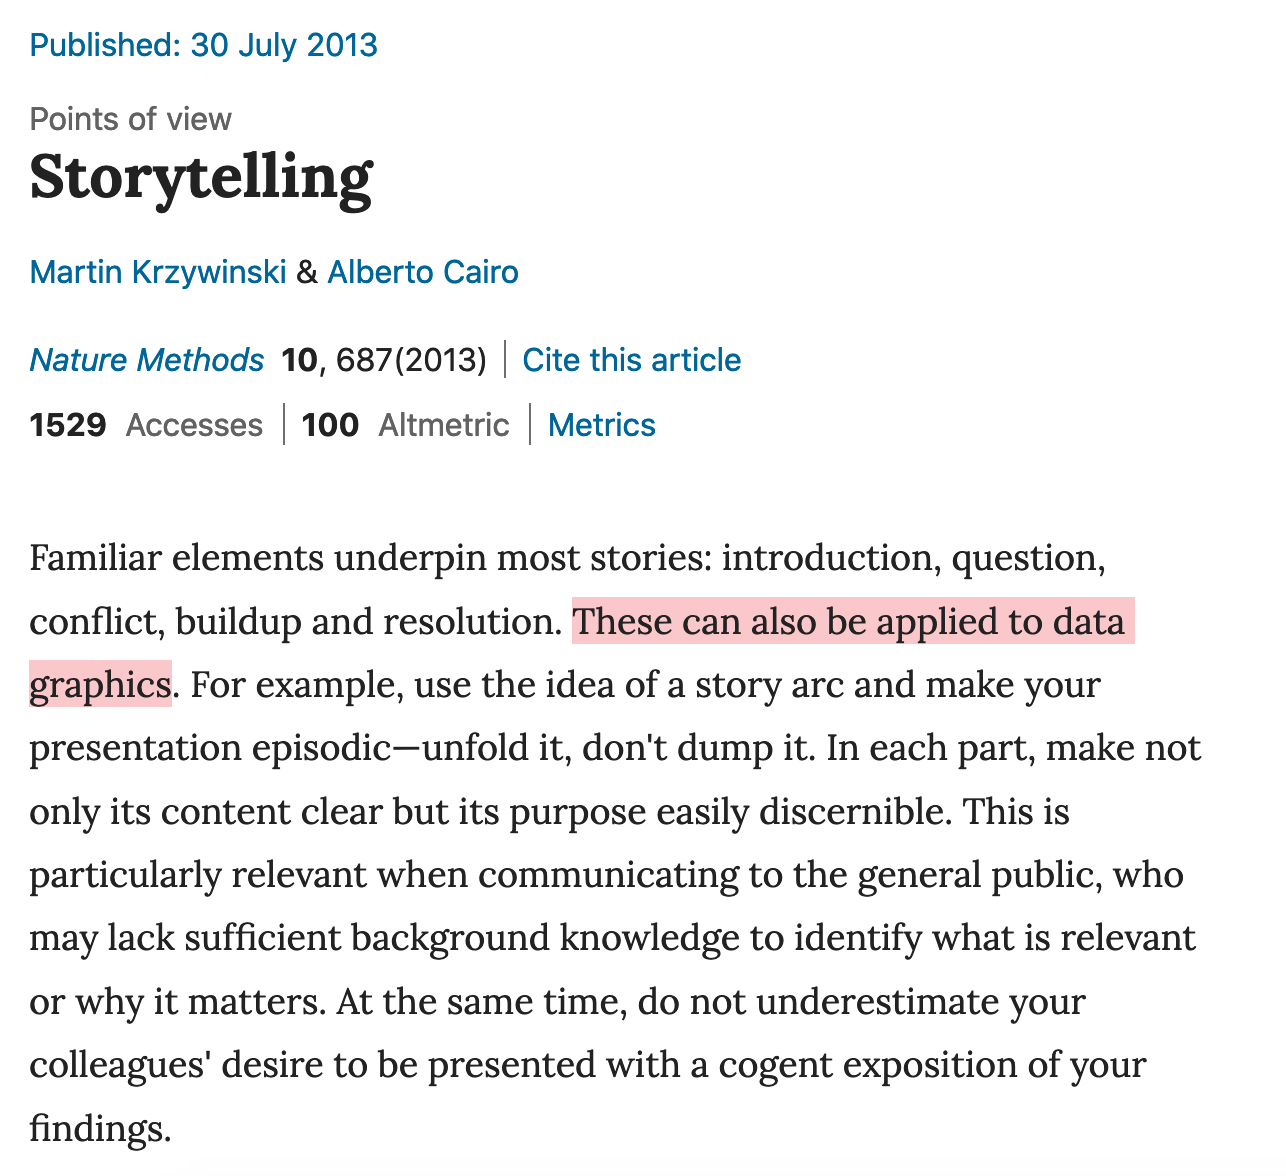 Published: 30 July 2013
Points of view
Storytelling
Martin Krzywinski & Alberto Cairo
Nature Methods 10, 687(2013) | Cite this article
1529 Accesses | 100 Altmetric | Metrics
Familiar elements underpin most stories: introduction, question,
conflict, buildup and resolution. These can also be applied to data
graphics. For example, use the idea of a story arc and make your
presentation episodic—unfold it, don't dump it. In each part, make not
only its content clear but its purpose easily discernible. This is
particularly relevant when communicating to the general public, who
may lack sufficient background knowledge to identify what is relevant
or why it matters. At the same time, do not underestimate your
colleagues' desire to be presented with a cogent exposition of your
findings.